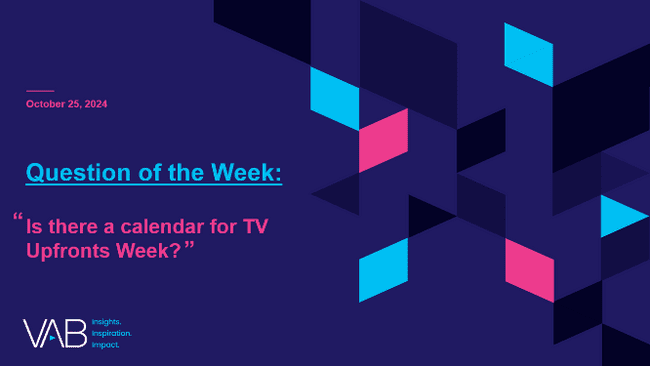 October 25, 2024
Question of the Week:
“Is there a calendar for TV
Upfronts Week?”
VAB
Insights.
Inspiration.
Impact.